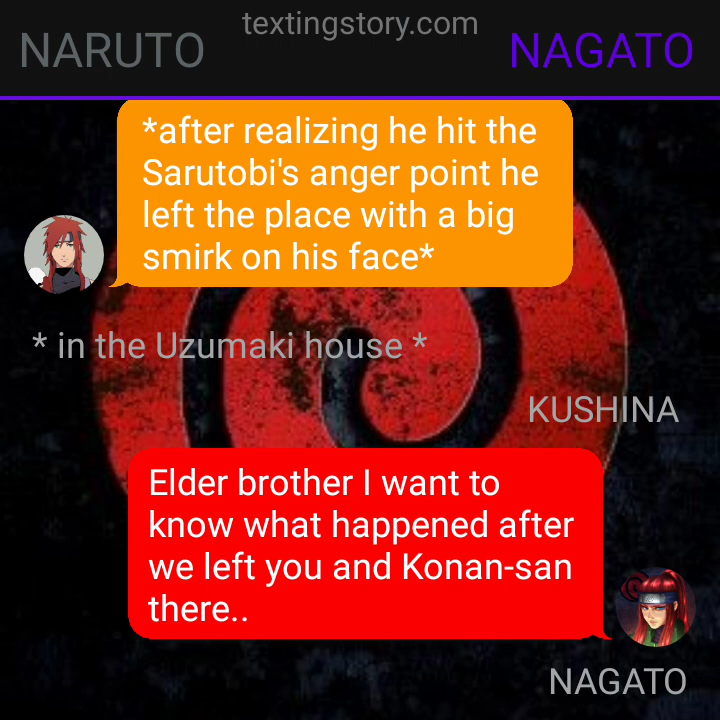 textingstory.com
NARUTO
NAGATO
*after realizing he hit the
Sarutobi's anger point he
left the place with a big
smirk on his face*
* in the Uzumaki house *
KUSHINA
Elder brother I want to
know what happened after
we left you and Konan-san
there..
NAGATO